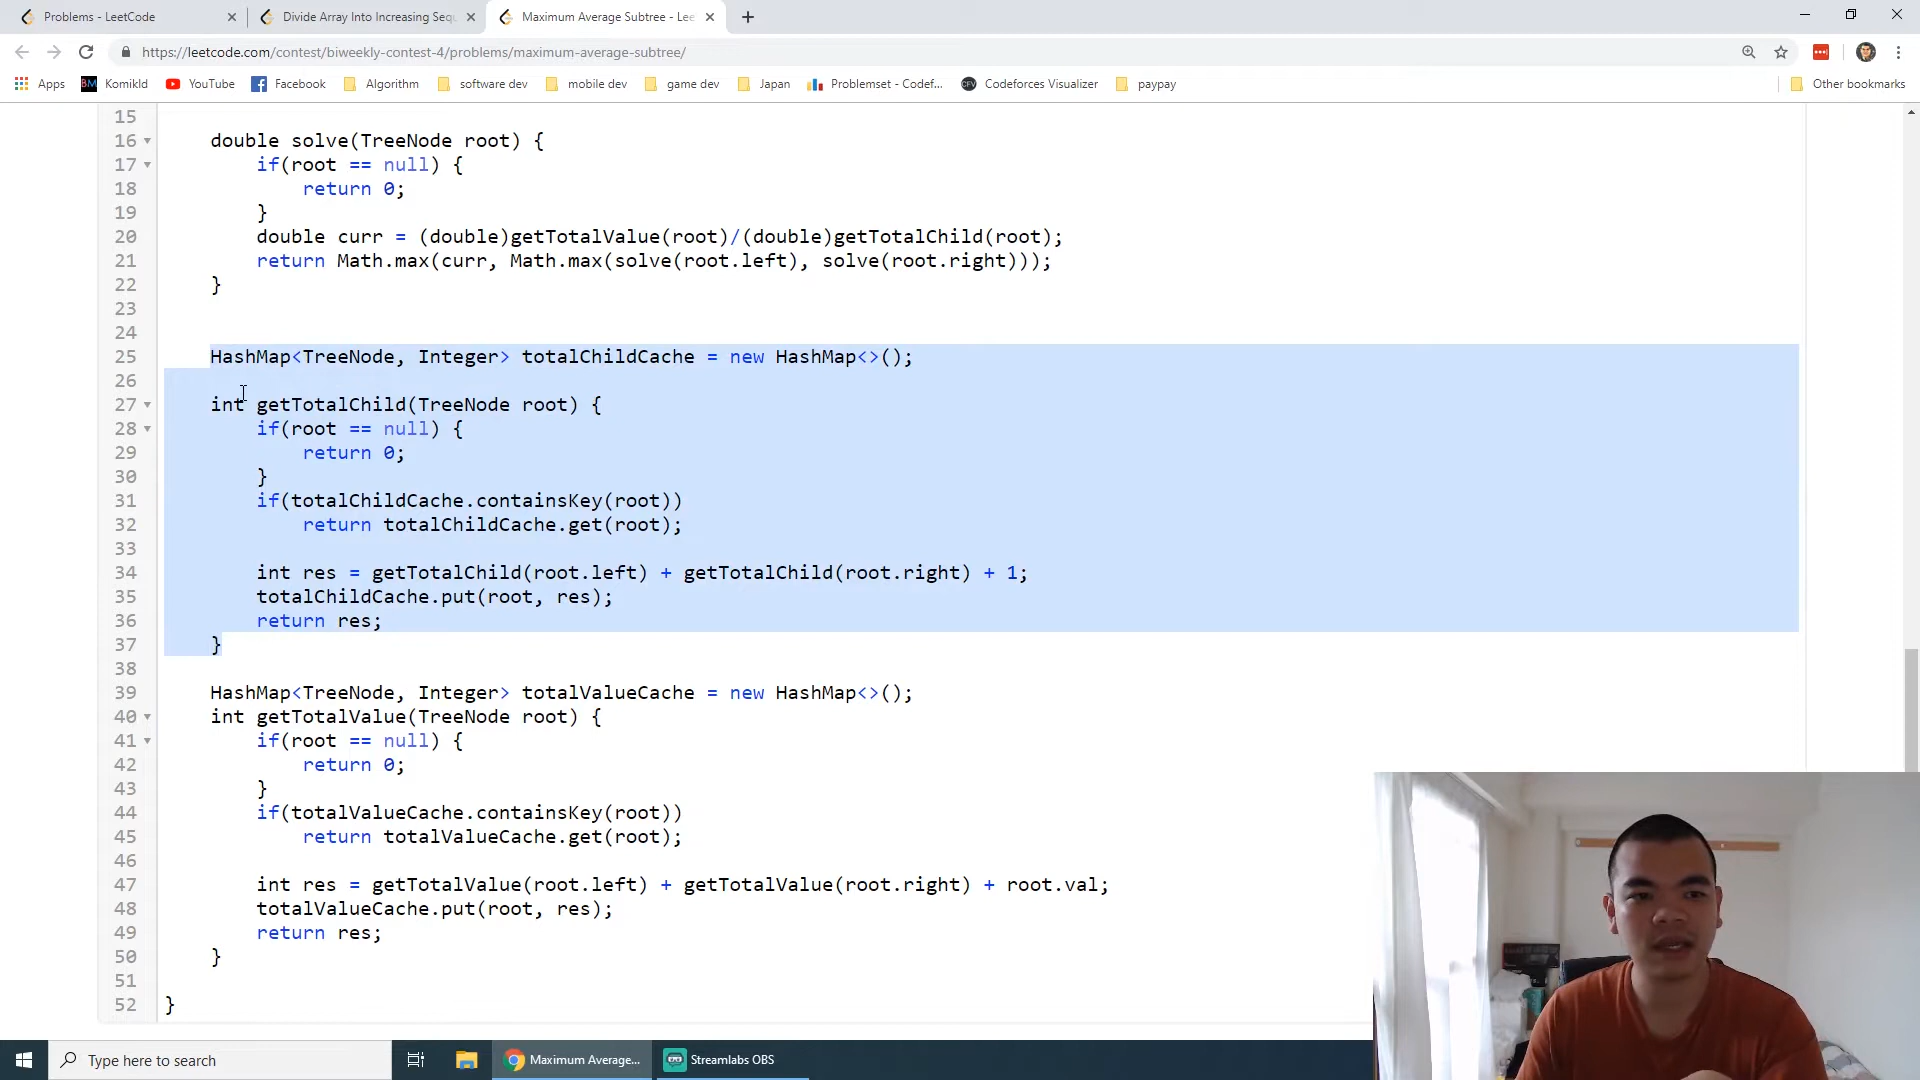 Problems - LeetCode
Divide Array Into Increasing Sequ
Maximum Average Subtree - Lee
https://leetcode.com/contest/biweekly-contest-4/problems/maximum-average-subtree/
Apps
BM KomikId
YouTube
Facebook
Algorithm
software dev
mobile dev
game dev
Japan
Problemset - Codef...
CFV Codeforces Visualizer
paypay
Other bookmarks
15
16 double solve(TreeNode root) {
17 if(root == null) {
18 return 0;
19 }
20 double curr = (double)getTotalValue(root)/(double)getTotalChild(root);
21 return Math.max(curr, Math.max(solve(root.left), solve(root.right)));
22 }
23
24
25 HashMap<TreeNode, Integer> totalChildCache = new HashMap<>();
26
27 int getTotalChild(TreeNode root) {
28 if(root == null) {
29 return 0;
30 }
31 if(totalChildCache.containsKey(root))
32 return totalChildCache.get(root);
33
34 int res = getTotalChild(root.left) + getTotalChild(root.right) + 1;
35 totalChildCache.put(root, res);
36 return res;
37 }
38
39 HashMap<TreeNode, Integer> totalValueCache = new HashMap<>();
40 int getTotalValue(TreeNode root) {
41 if(root == null) {
42 return 0;
43 }
44 if(totalValueCache.containsKey(root))
45 return totalValueCache.get(root);
46
47 int res = getTotalValue(root.left) + getTotalValue(root.right) + root.val;
48 totalValueCache.put(root, res);
49 return res;
50 }
51
52 }
Type here to search
Maximum Average...
Streamlabs OBS